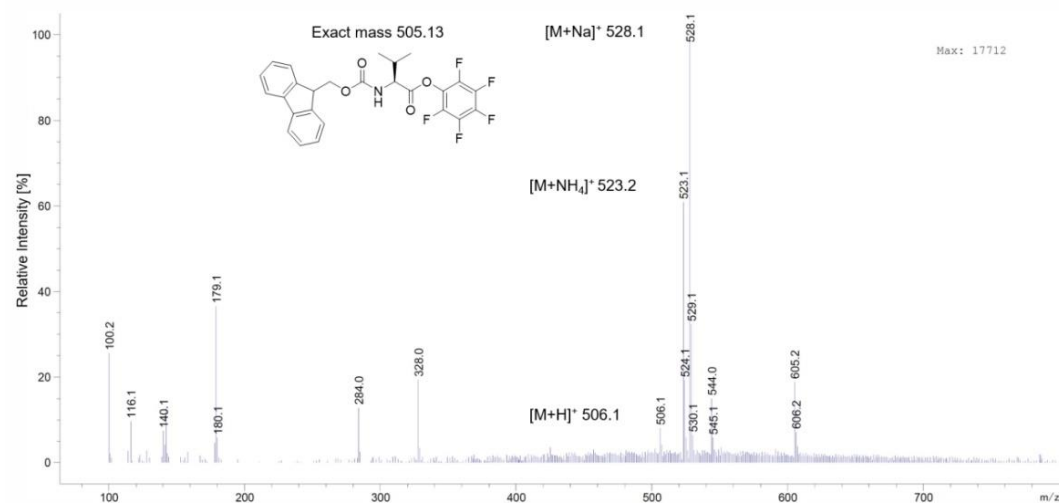 Exact mass 505.13
[M+Na]⁺ 528.1
528.1
Max: 17712
O
O
N
H
O
O
F
F
F
F
F
[M+NH₄]⁺ 523.2
523.1
529.1
524.1
530.1
[M+H]⁺ 506.1
506.1
544.0
545.1
605.2
606.2
100.2
116.1
140.1
179.1
180.1
284.0
328.0
Relative Intensity [%]
100
80
60
40
20
0
100 200 300 400 500 600 700 m/z